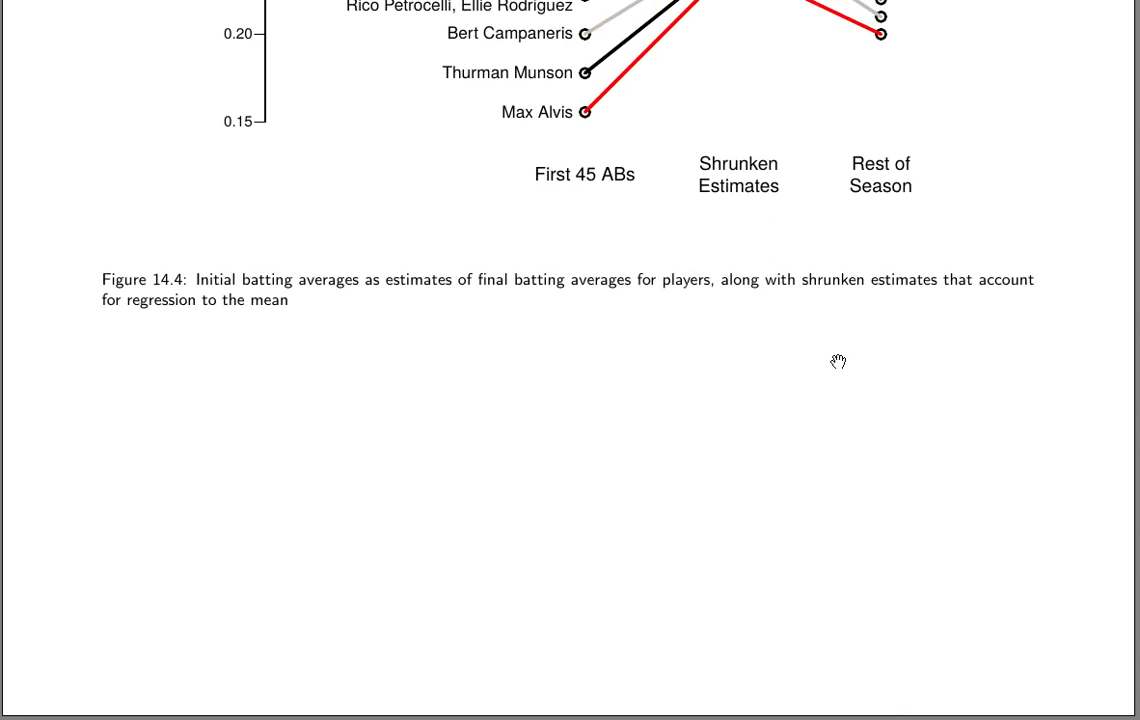 Rico Petrocelli, Ellie Rodriguez
0.20
Bert Campaneris
Thurman Munson
Max Alvis
0.15
First 45 ABs
Shrunken
Estimates
Rest of
Season
Figure 14.4: Initial batting averages as estimates of final batting averages for players, along with shrunken estimates that account
for regression to the mean